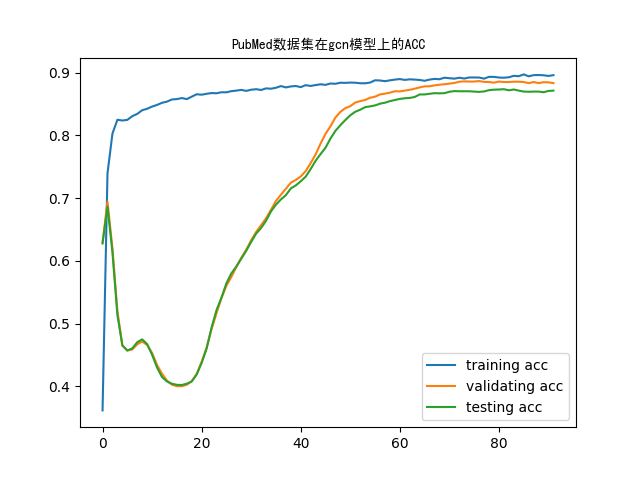 PubMed数据集在gcn模型上的ACC
0.9
0.8
0.7
0.6
0.5
0.4
0 20 40 60 80
training acc
validating acc
testing acc